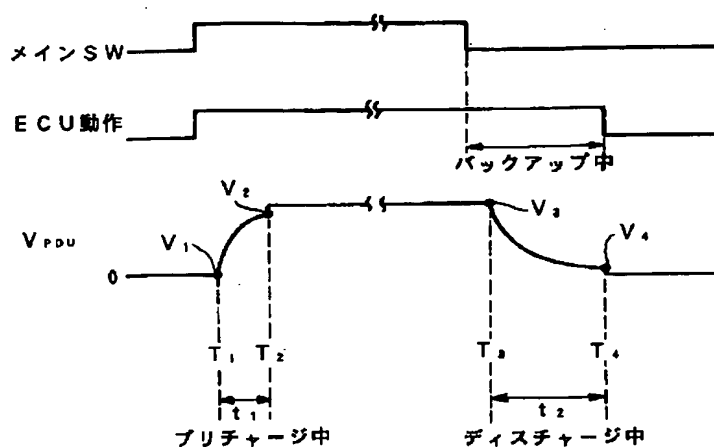 メインSW
ECU動作
バックアップ中
V₂
V₃
V₁
V₄
VPDU
0
T₁ T₂ T₃ T₄
t₁ t₂
プリチャージ中 ディスチャージ中